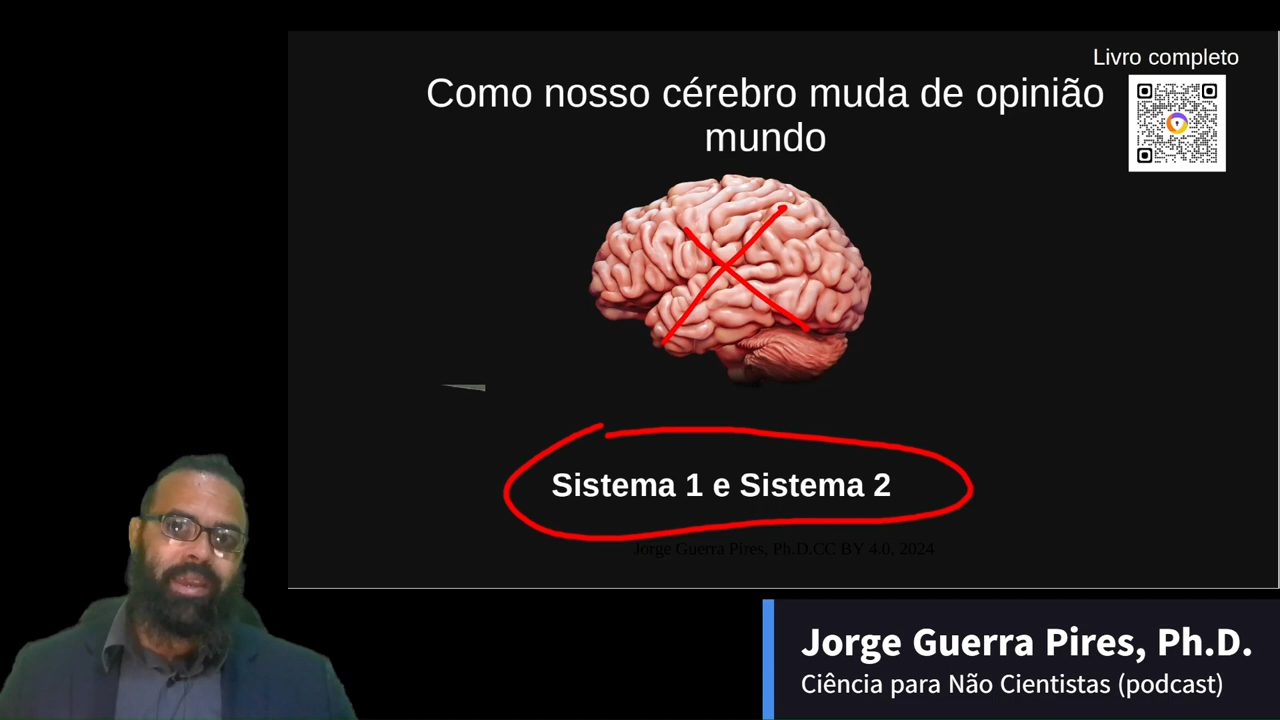 Livro completo
Como nosso cérebro muda de opinião
mundo
Sistema 1 e Sistema 2
Jorge Guerra Pires, Ph.D.CC BY 4.0, 2024
Jorge Guerra Pires, Ph.D.
Ciência para Não Cientistas (podcast)